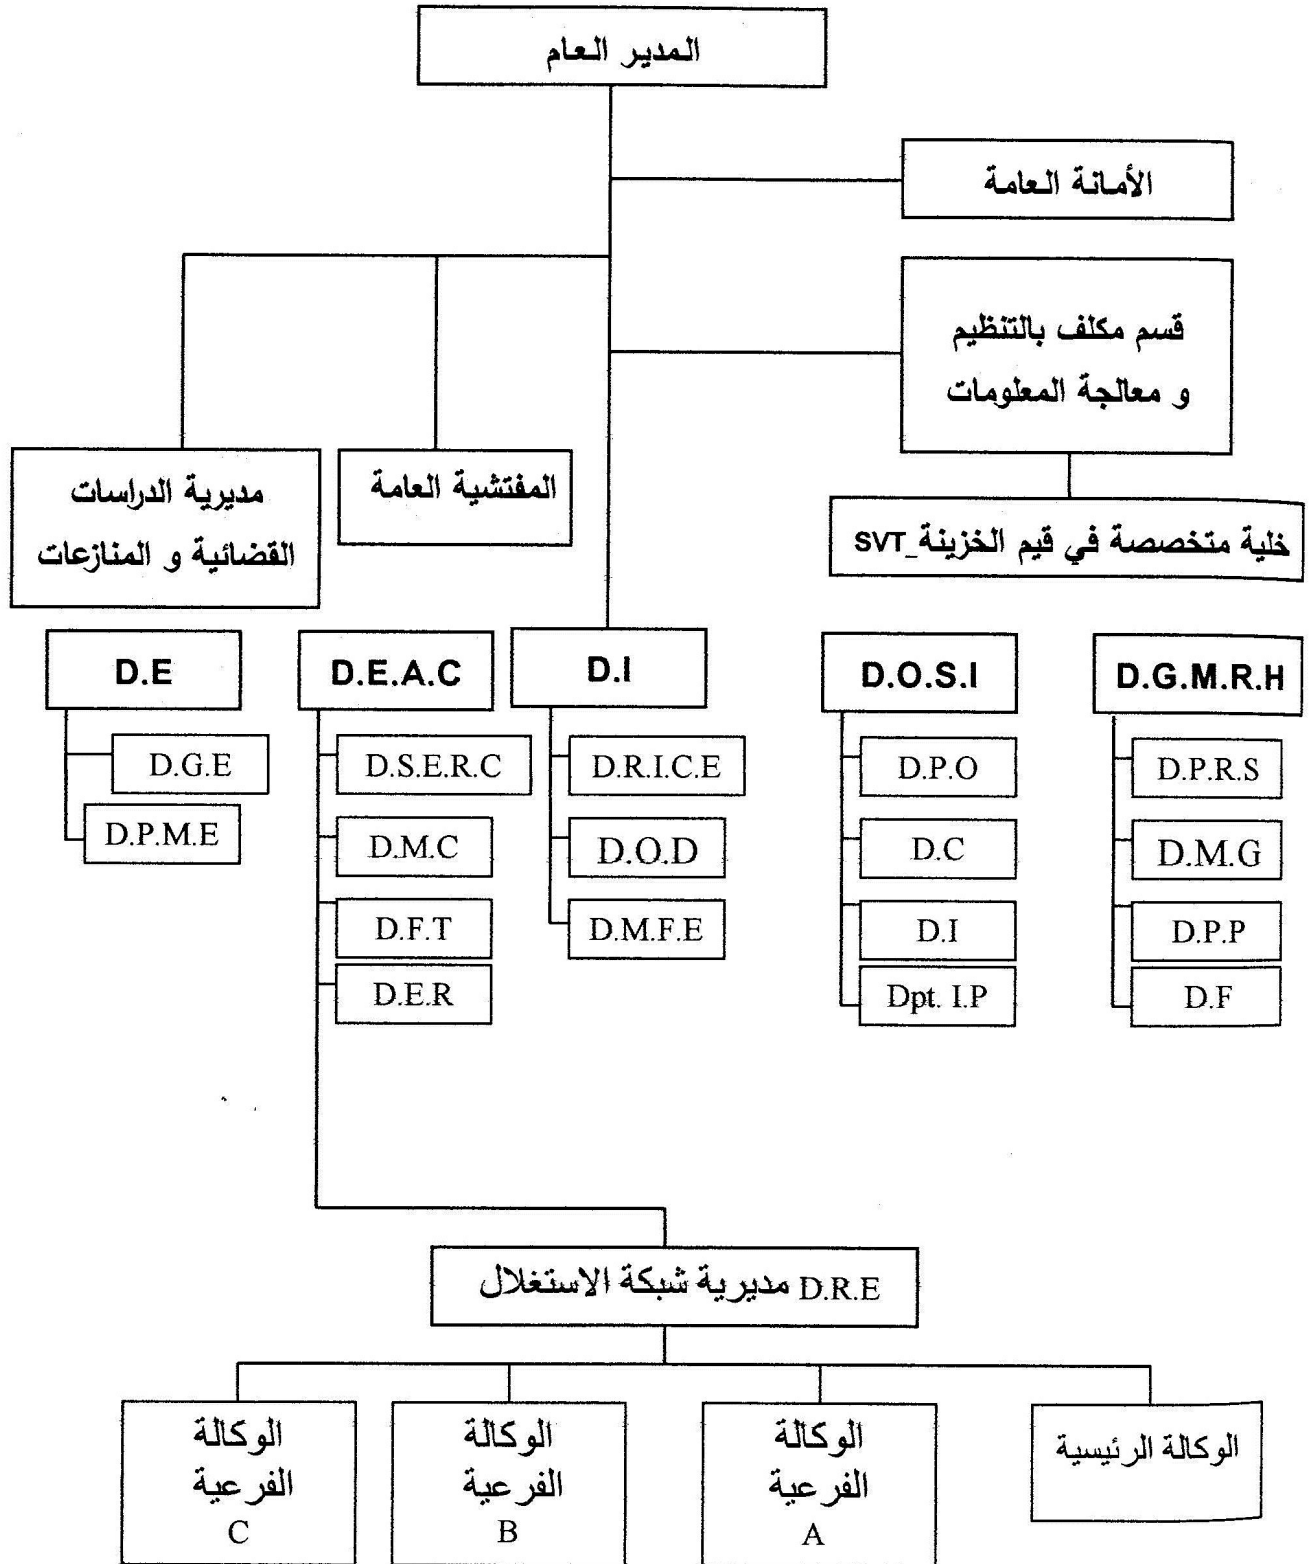 المدير العام
الأمانة العامة
قسم مكلف بالتنظيم
و معالجة المعلومات
مديرية الدراسات
القضائية و المنازعات
المفتشية العامة
خلية متخصصة في قيم الخزينة_SVT
D.E
D.E.A.C
D.I
D.O.S.I
D.G.M.R.H
D.G.E
D.P.M.E
D.S.E.R.C
D.M.C
D.F.T
D.E.R
D.R.I.C.E
D.O.D
D.M.F.E
D.P.O
D.C
D.I
Dpt. I.P
D.P.R.S
D.M.G
D.P.P
D.F
D.R.E مديرية شبكة الاستغلال
الوكالة الرئيسية
الوكالة
الفرعية
A
الوكالة
الفرعية
B
الوكالة
الفرعية
C